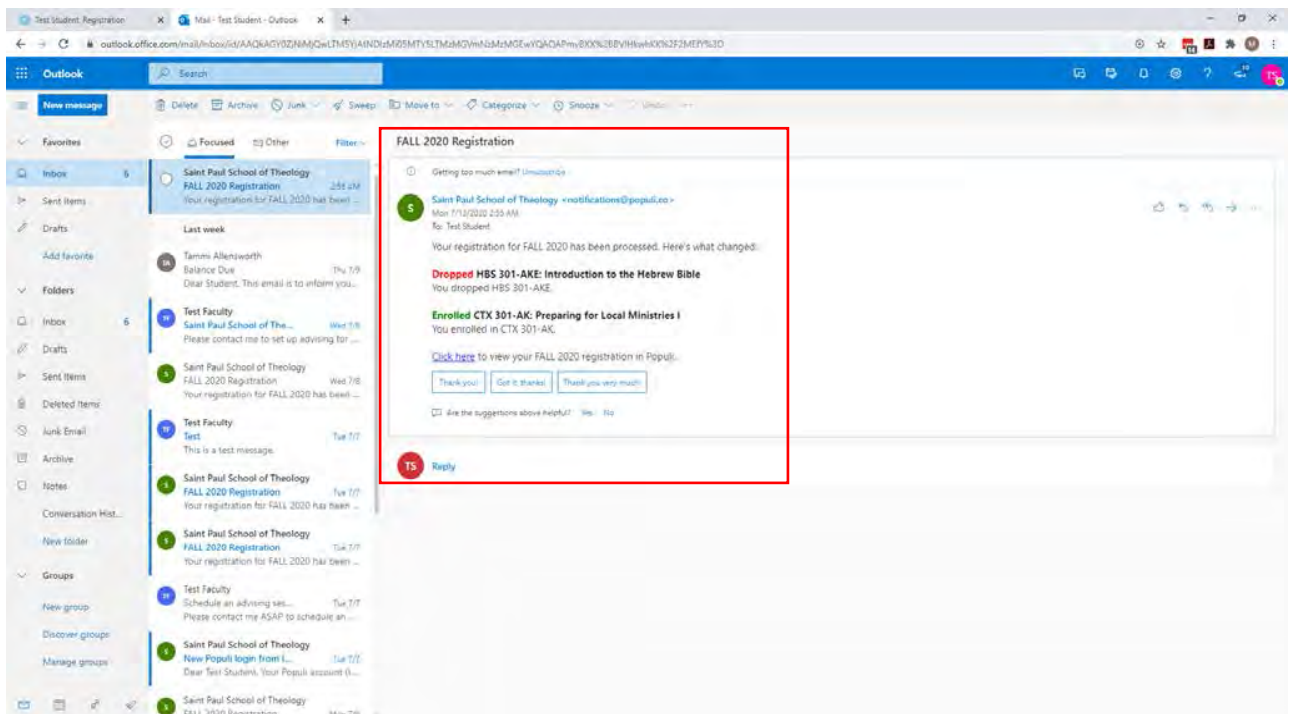 Test Student Registration
Mail - Test Student - Outlook
Outlook
Search
New message
Delete
Archive
Junk
Sweep
Move to
Categorize
Snooze
Undo
Favorites
Inbox 6
Sent Items
Drafts
Add favorite
Folders
Inbox 6
Drafts
Sent Items
Deleted Items
Junk Email
Archive
Notes
Conversation Hist...
New folder
Groups
New group
Discover groups
Manage groups
Focused
Other
Filter
Saint Paul School of Theology
FALL 2020 Registration 2:55 AM
Your registration for FALL 2020 has been ...
Last week
Tammi Allensworth
Balance Due Thu 7/9
Dear Student, This email is to inform you...
Test Faculty
Saint Paul School of The... Wed 7/8
Please contact me to set up advising for ...
Saint Paul School of Theology
FALL 2020 Registration Wed 7/8
Your registration for FALL 2020 has been ...
Test Faculty
Test Tue 7/7
This is a test message.
Saint Paul School of Theology
FALL 2020 Registration Tue 7/7
Your registration for FALL 2020 has been ...
Saint Paul School of Theology
FALL 2020 Registration Tue 7/7
Your registration for FALL 2020 has been ...
Test Faculty
Schedule an advising ses... Tue 7/7
Please contact me ASAP to schedule an ...
Saint Paul School of Theology
New Populi login from l... Tue 7/7
Dear Test Student, Your Populi account (l...
Saint Paul School of Theology
FALL 2020 Registration
FALL 2020 Registration
Getting too much email? Unsubscribe
S
Saint Paul School of Theology <notifications@populi.co>
Mon 7/13/2020 2:55 AM
To: Test Student
Your registration for FALL 2020 has been processed. Here's what changed:
Dropped HBS 301-AKE: Introduction to the Hebrew Bible
You dropped HBS 301-AKE.
Enrolled CTX 301-AK: Preparing for Local Ministries I
You enrolled in CTX 301-AK.
Click here to view your FALL 2020 registration in Populi.
Thank you!
Got it, thanks!
Thank you very much!
Are the suggestions above helpful? Yes No
TS
Reply